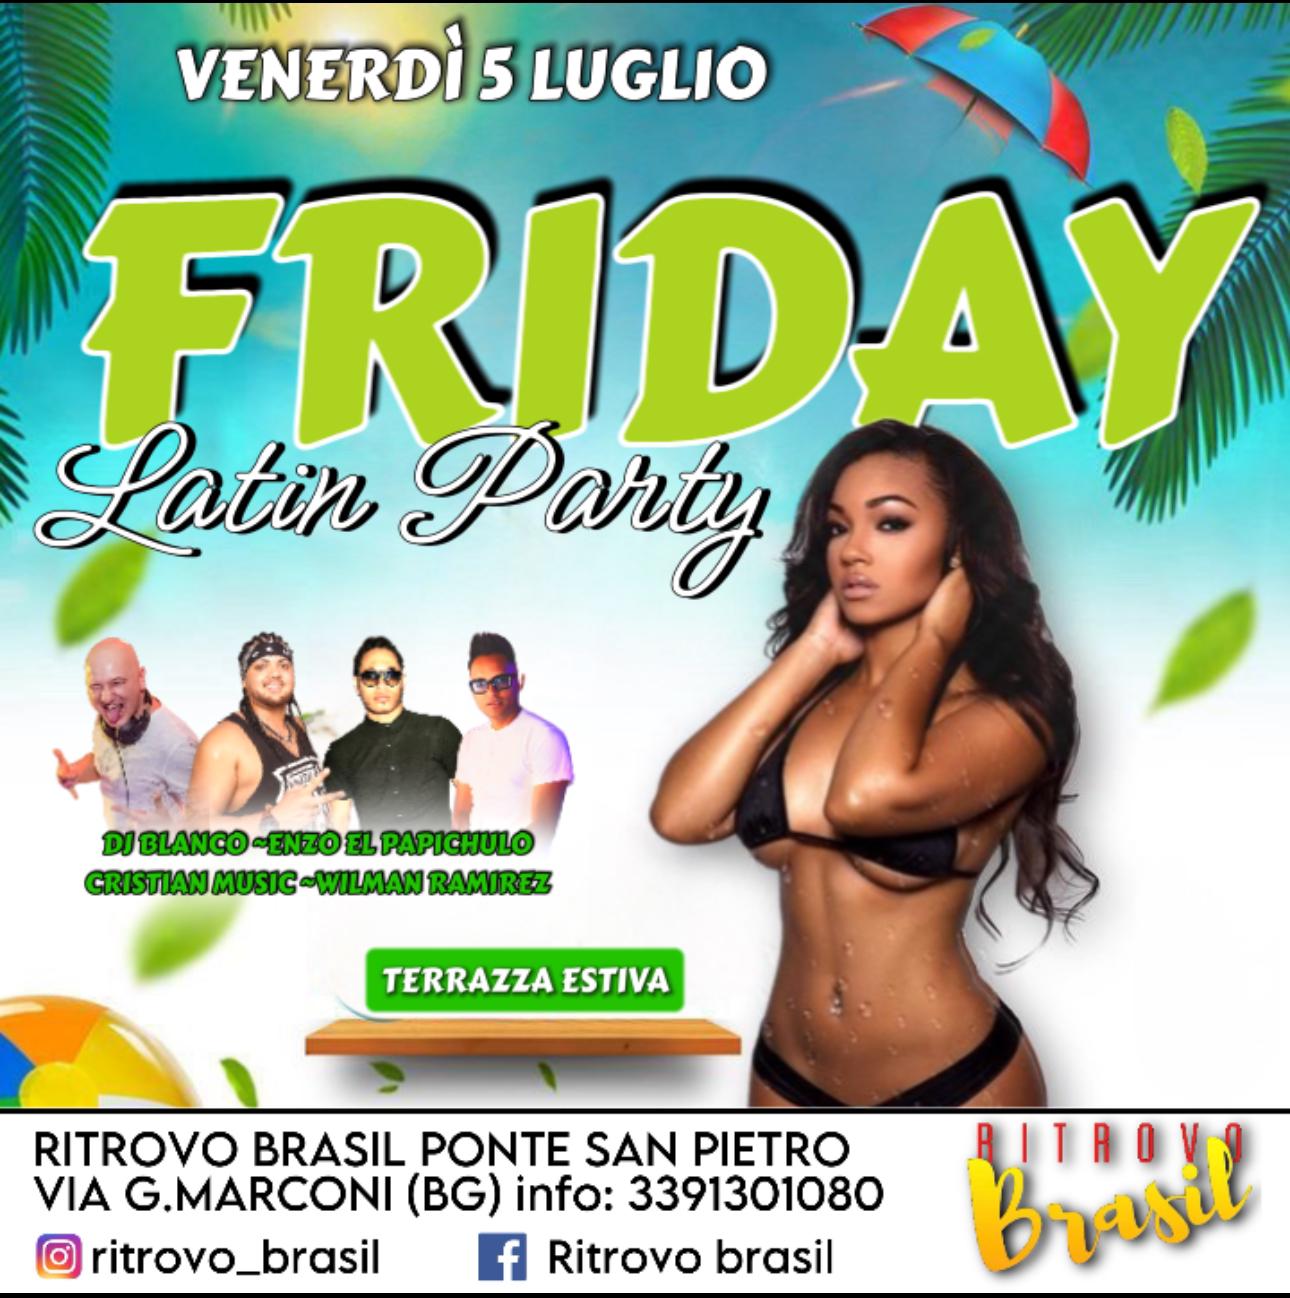 VENERDÌ 5 LUGLIO
FRIDAY
Latin Party
DJ BLANCO ~ENZO EL PAPICHULO
CRISTIAN MUSIC ~WILMAN RAMIREZ
TERRAZZA ESTIVA
RITROVO BRASIL PONTE SAN PIETRO
VIA G.MARCONI (BG) info: 3391301080
ritrovo_brasil
Ritrovo brasil
RITROVO
Brasil